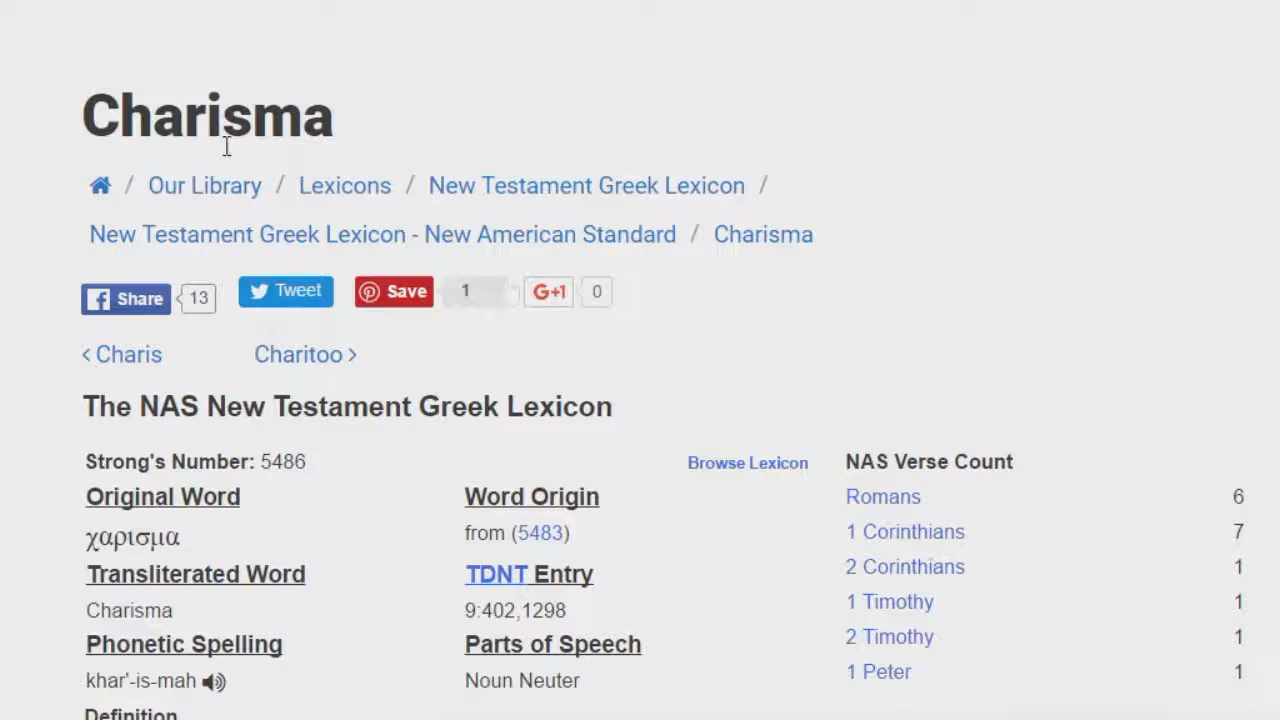 Charisma
/ Our Library / Lexicons / New Testament Greek Lexicon /
New Testament Greek Lexicon - New American Standard / Charisma
Share 13 Tweet Save 1 G+1 0
< Charis Charitoo >
The NAS New Testament Greek Lexicon
Strong's Number: 5486 Browse Lexicon NAS Verse Count
Original Word Word Origin Romans 6
χαρισμα from (5483) 1 Corinthians 7
Transliterated Word TDNT Entry 2 Corinthians 1
Charisma 9:402,1298 1 Timothy 1
Phonetic Spelling Parts of Speech 2 Timothy 1
khar'-is-mah Noun Neuter 1 Peter 1
Definition